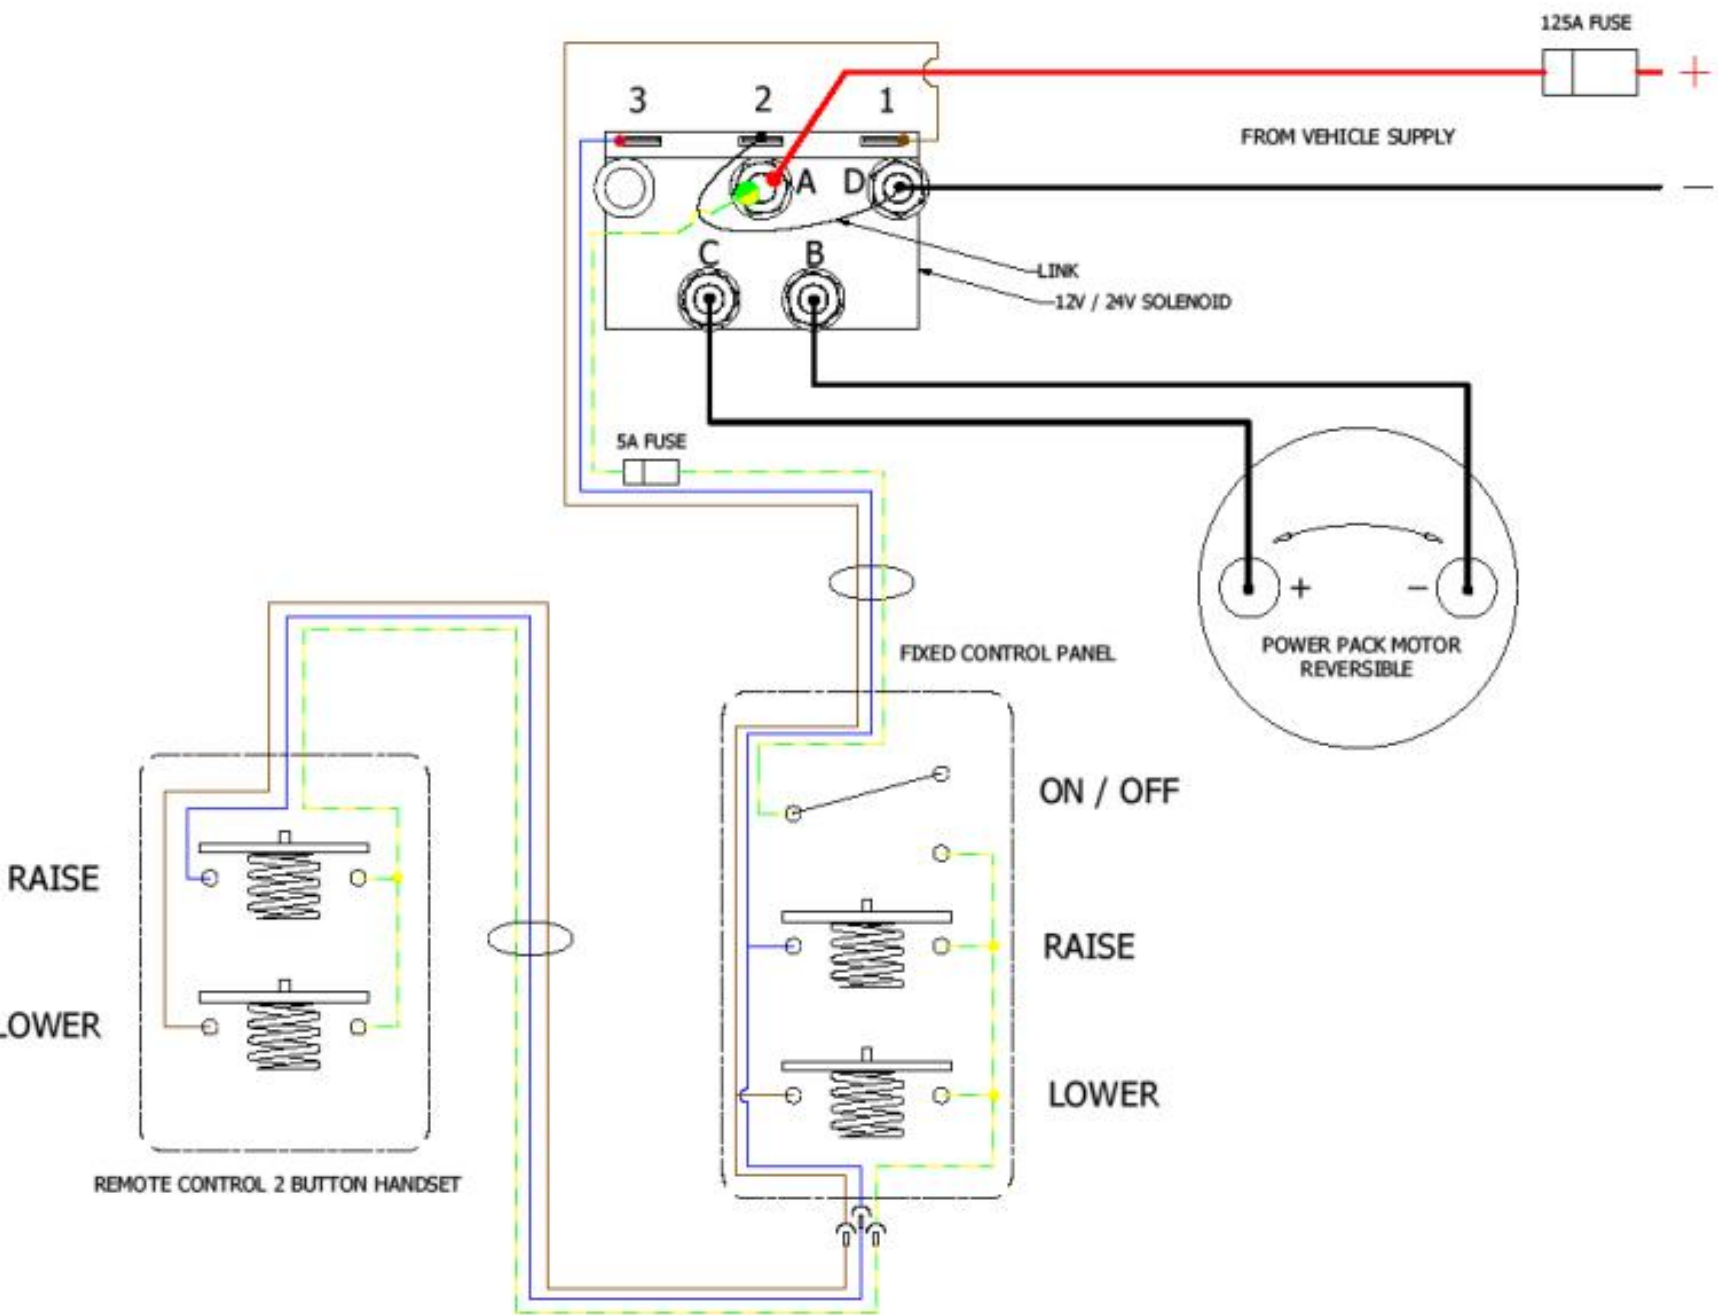 125A FUSE
+
3 2 1
FROM VEHICLE SUPPLY
A D
−
C B
LINK
12V / 24V SOLENOID
5A FUSE
+ −
POWER PACK MOTOR
REVERSIBLE
FIXED CONTROL PANEL
ON / OFF
RAISE
RAISE
LOWER
LOWER
REMOTE CONTROL 2 BUTTON HANDSET